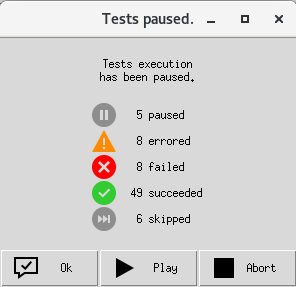 Tests paused.
Tests execution
has been paused.
5 paused
8 errored
8 failed
49 succeeded
6 skipped
Ok
Play
Abort